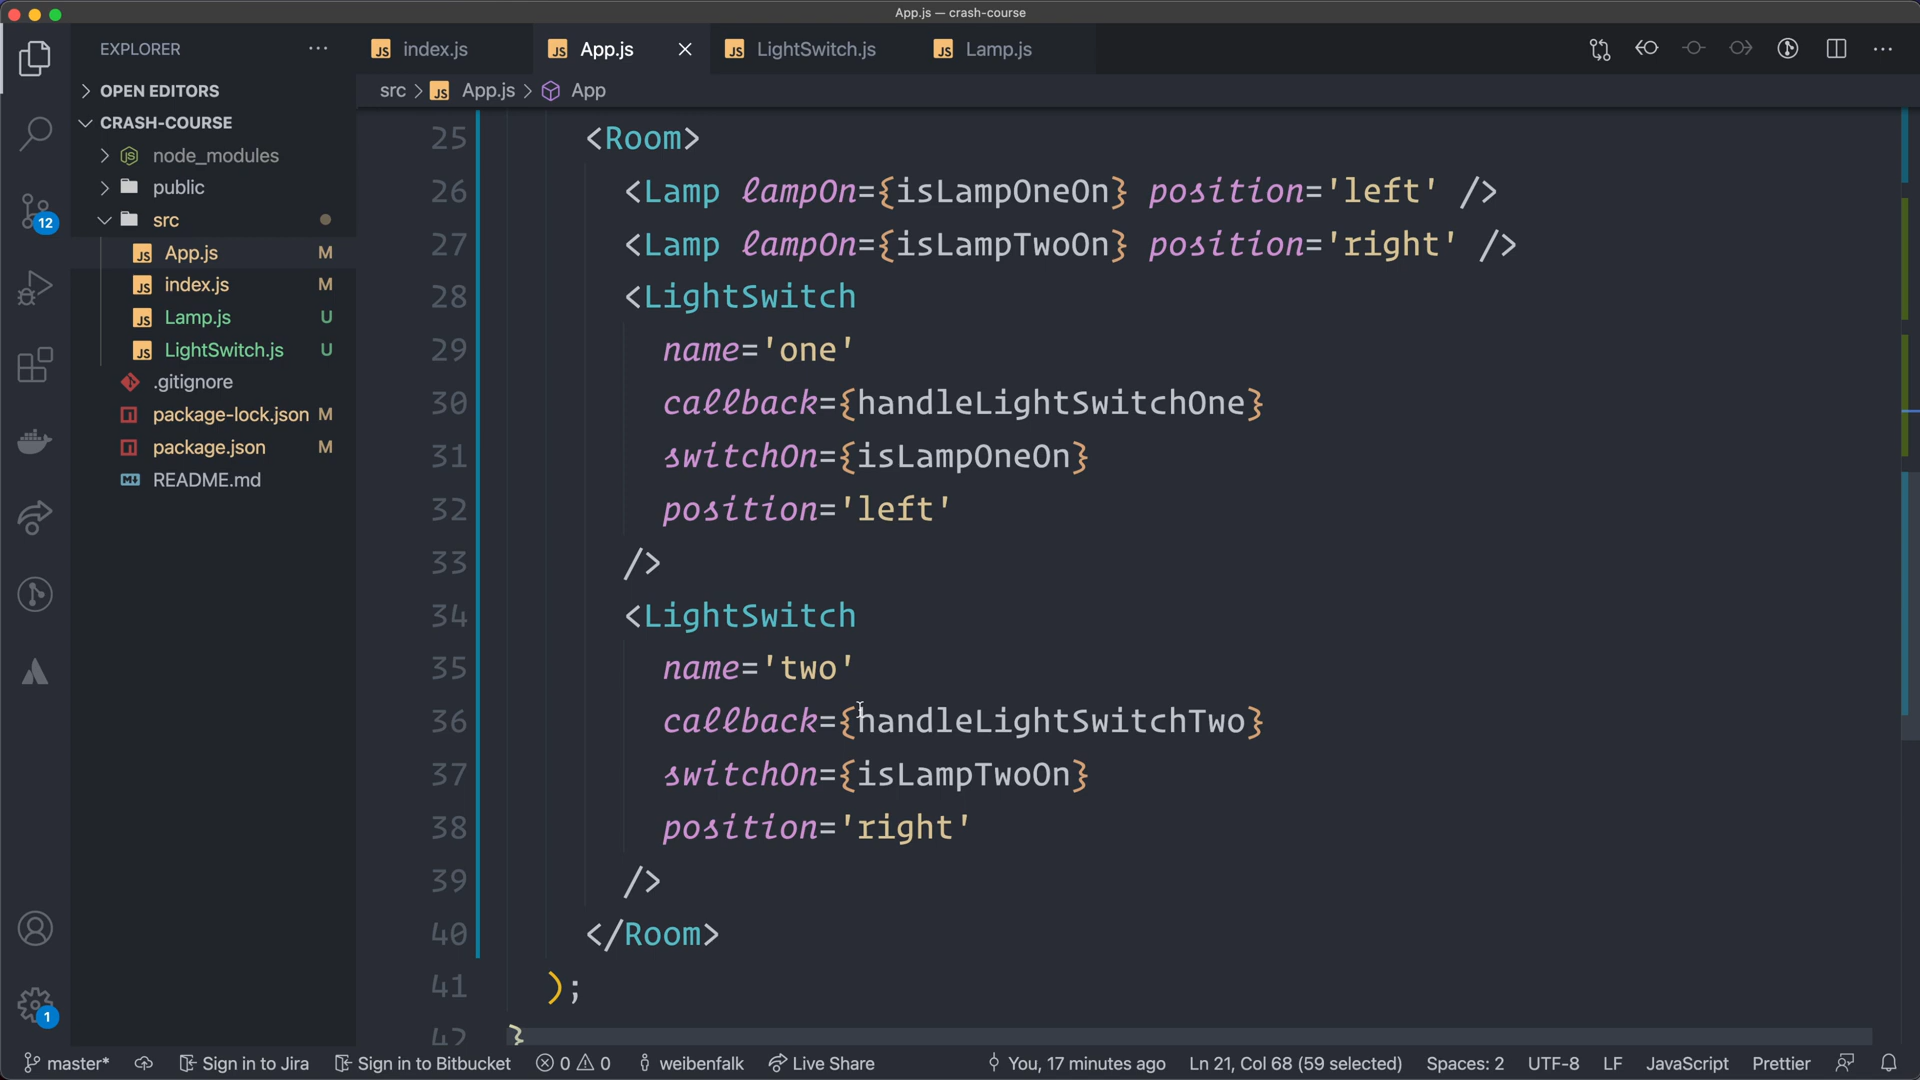 App.js — crash-course
EXPLORER
index.js
App.js
LightSwitch.js
Lamp.js
OPEN EDITORS
src > App.js > App
CRASH-COURSE
node_modules
public
src
App.js M
index.js M
Lamp.js U
LightSwitch.js U
.gitignore
package-lock.json M
package.json M
README.md
12
1
25 <Room>
26 <Lamp lampOn={isLampOneOn} position='left' />
27 <Lamp lampOn={isLampTwoOn} position='right' />
28 <LightSwitch
29 name='one'
30 callback={handleLightSwitchOne}
31 switchOn={isLampOneOn}
32 position='left'
33 />
34 <LightSwitch
35 name='two'
36 callback={handleLightSwitchTwo}
37 switchOn={isLampTwoOn}
38 position='right'
39 />
40 </Room>
41 );
42 }
master* Sign in to Jira Sign in to Bitbucket 0 0 weibenfalk Live Share You, 17 minutes ago Ln 21, Col 68 (59 selected) Spaces: 2 UTF-8 LF JavaScript Prettier